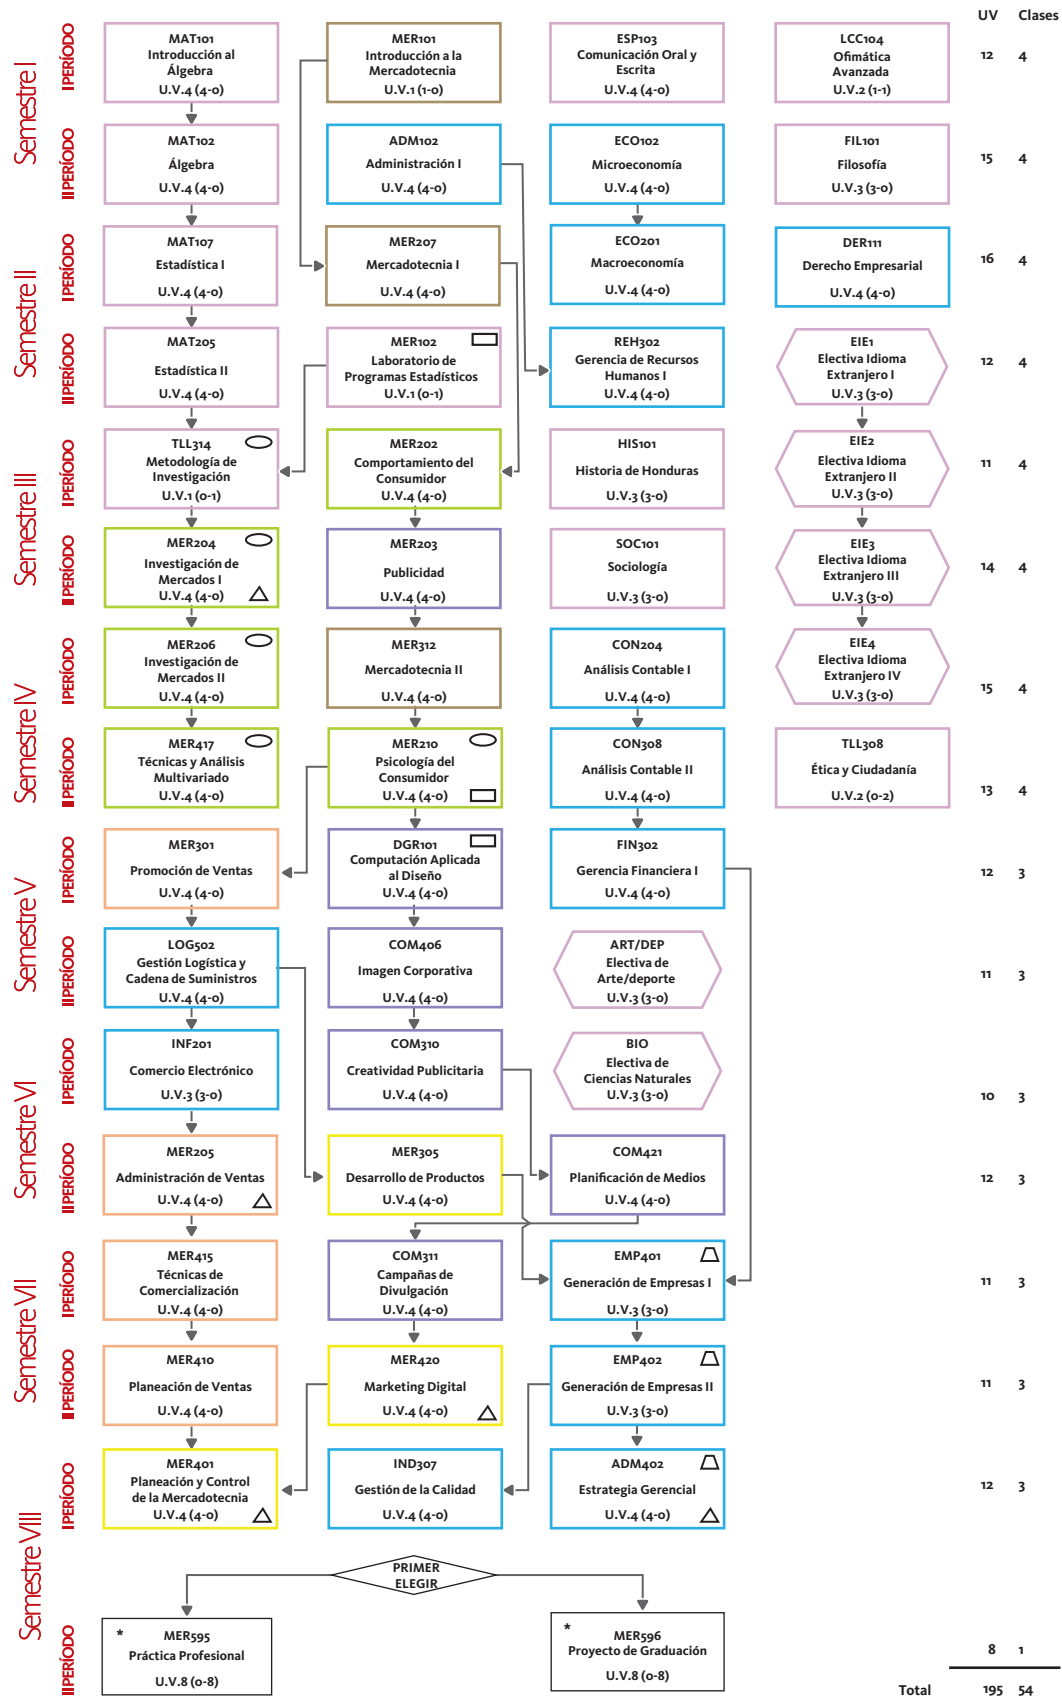 UV Clases
Semestre I
I PERÍODO
MAT101
Introducción al
Álgebra
U.V.4 (4-0)
MER101
Introducción a la
Mercadotecnia
U.V.1 (1-0)
ESP103
Comunicación Oral y
Escrita
U.V.4 (4-0)
LCC104
Ofimática
Avanzada
U.V.2 (1-1)
12 4
II PERÍODO
MAT102
Álgebra
U.V.4 (4-0)
ADM102
Administración I
U.V.4 (4-0)
ECO102
Microeconomía
U.V.4 (4-0)
FIL101
Filosofía
U.V.3 (3-0)
15 4
Semestre II
I PERÍODO
MAT107
Estadística I
U.V.4 (4-0)
MER207
Mercadotecnia I
U.V.4 (4-0)
ECO201
Macroeconomía
U.V.4 (4-0)
DER111
Derecho Empresarial
U.V.4 (4-0)
16 4
II PERÍODO
MAT205
Estadística II
U.V.4 (4-0)
MER102
Laboratorio de
Programas Estadísticos
U.V.1 (0-1)
REH302
Gerencia de Recursos
Humanos I
U.V.4 (4-0)
EIE1
Electiva Idioma
Extranjero I
U.V.3 (3-0)
12 4
Semestre III
I PERÍODO
TLL314
Metodología de
Investigación
U.V.1 (0-1)
MER202
Comportamiento del
Consumidor
U.V.4 (4-0)
HIS101
Historia de Honduras
U.V.3 (3-0)
EIE2
Electiva Idioma
Extranjero II
U.V.3 (3-0)
11 4
II PERÍODO
MER204
Investigación de
Mercados I
U.V.4 (4-0)
MER203
Publicidad
U.V.4 (4-0)
SOC101
Sociología
U.V.3 (3-0)
EIE3
Electiva Idioma
Extranjero III
U.V.3 (3-0)
14 4
Semestre IV
I PERÍODO
MER206
Investigación de
Mercados II
U.V.4 (4-0)
MER312
Mercadotecnia II
U.V.4 (4-0)
CON204
Análisis Contable I
U.V.4 (4-0)
EIE4
Electiva Idioma
Extranjero IV
U.V.3 (3-0)
15 4
II PERÍODO
MER417
Técnicas y Análisis
Multivariado
U.V.4 (4-0)
MER210
Psicología del
Consumidor
U.V.4 (4-0)
CON308
Análisis Contable II
U.V.4 (4-0)
TLL308
Ética y Ciudadanía
U.V.2 (0-2)
13 4
Semestre V
I PERÍODO
MER301
Promoción de Ventas
U.V.4 (4-0)
DGR101
Computación Aplicada
al Diseño
U.V.4 (4-0)
FIN302
Gerencia Financiera I
U.V.4 (4-0)
12 3
II PERÍODO
LOG502
Gestión Logística y
Cadena de Suministros
U.V.4 (4-0)
COM406
Imagen Corporativa
U.V.4 (4-0)
ART/DEP
Electiva de
Arte/deporte
U.V.3 (3-0)
11 3
Semestre VI
I PERÍODO
INF201
Comercio Electrónico
U.V.3 (3-0)
COM310
Creatividad Publicitaria
U.V.4 (4-0)
BIO
Electiva de
Ciencias Naturales
U.V.3 (3-0)
10 3
II PERÍODO
MER205
Administración de Ventas
U.V.4 (4-0)
MER305
Desarrollo de Productos
U.V.4 (4-0)
COM421
Planificación de Medios
U.V.4 (4-0)
12 3
Semestre VII
I PERÍODO
MER415
Técnicas de
Comercialización
U.V.4 (4-0)
COM311
Campañas de
Divulgación
U.V.4 (4-0)
EMP401
Generación de Empresas I
U.V.3 (3-0)
11 3
II PERÍODO
MER410
Planeación de Ventas
U.V.4 (4-0)
MER420
Marketing Digital
U.V.4 (4-0)
EMP402
Generación de Empresas II
U.V.3 (3-0)
11 3
Semestre VIII
I PERÍODO
MER401
Planeación y Control
de la Mercadotecnia
U.V.4 (4-0)
IND307
Gestión de la Calidad
U.V.4 (4-0)
ADM402
Estrategia Gerencial
U.V.4 (4-0)
12 3
PRIMER
ELEGIR
II PERÍODO
* MER595
Práctica Profesional
U.V.8 (0-8)
* MER596
Proyecto de Graduación
U.V.8 (0-8)
8 1
Total 195 54